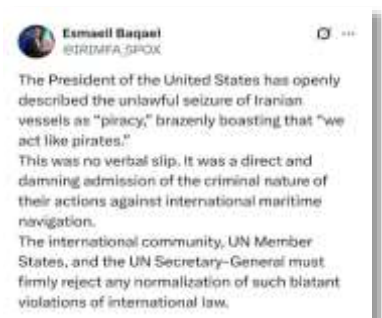 Esmaeil Baqaei
@IRIMFA_SPOX
The President of the United States has openly
described the unlawful seizure of Iranian
vessels as “piracy,” brazenly boasting that “we
act like pirates.”
This was no verbal slip. It was a direct and
damning admission of the criminal nature of
their actions against international maritime
navigation.
The international community, UN Member
States, and the UN Secretary-General must
firmly reject any normalization of such blatant
violations of international law.